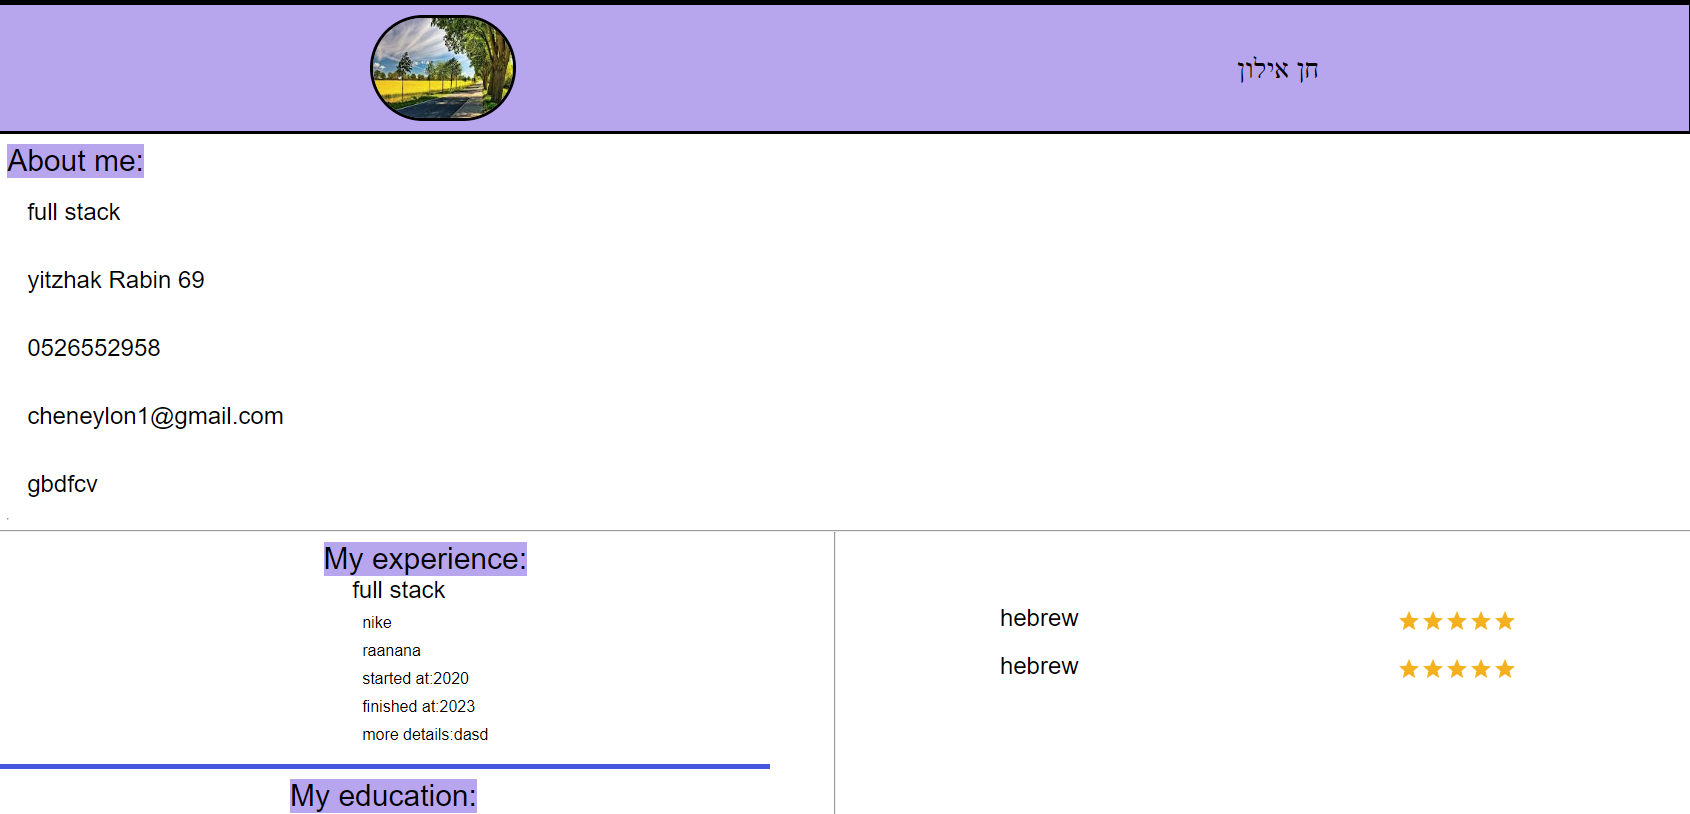 חן אילון
About me:
full stack
yitzhak Rabin 69
0526552958
cheneylon1@gmail.com
gbdfcv
My experience:
full stack
nike
raanana
started at:2020
finished at:2023
more details:dasd
My education:
hebrew
hebrew